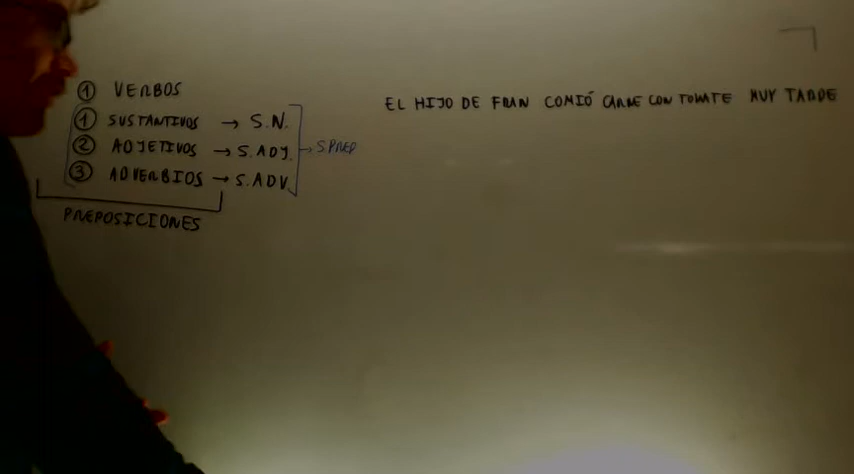 ① VERBOS
① SUSTANTIVOS → S.N.
② ADJETIVOS → S.ADJ.
③ ADVERBIOS → S.ADV.
→ S.PREP
PREPOSICIONES
EL HIJO DE FRAN COMIÓ CARNE CON TOMATE MUY TARDE